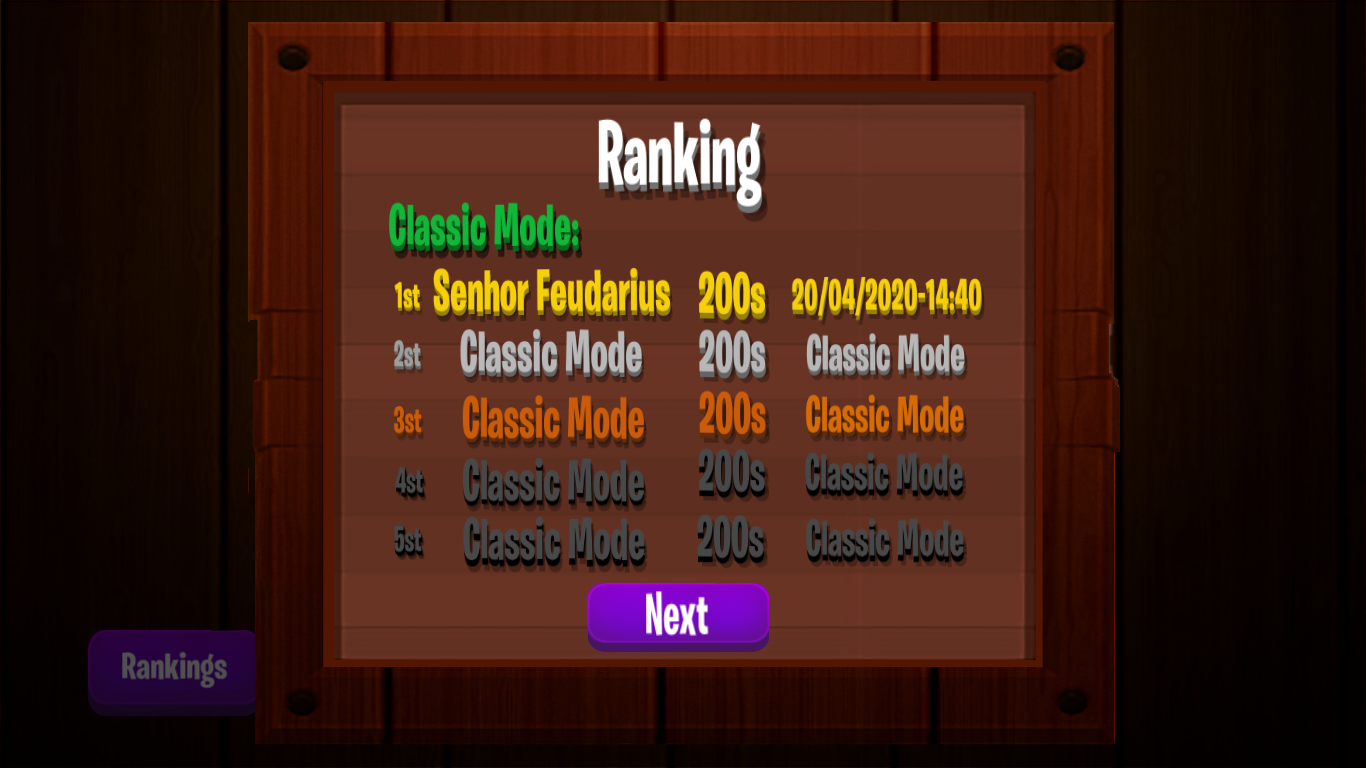 Ranking
Classic Mode:
1st Senhor Feudarius 200s 20/04/2020-14:40
2st Classic Mode 200s Classic Mode
3st Classic Mode 200s Classic Mode
4st Classic Mode 200s Classic Mode
5st Classic Mode 200s Classic Mode
Next
Rankings